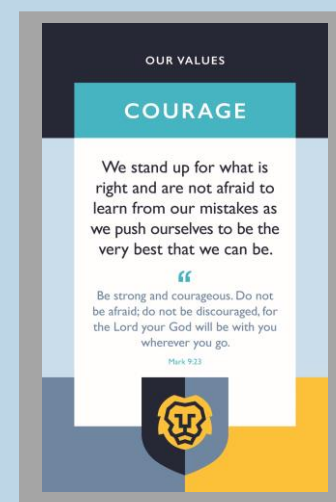 OUR VALUES
COURAGE
We stand up for what is
right and are not afraid to
learn from our mistakes as
we push ourselves to be the
very best that we can be.
“
Be strong and courageous. Do not
be afraid; do not be discouraged, for
the Lord your God will be with you
wherever you go.
Mark 9:23